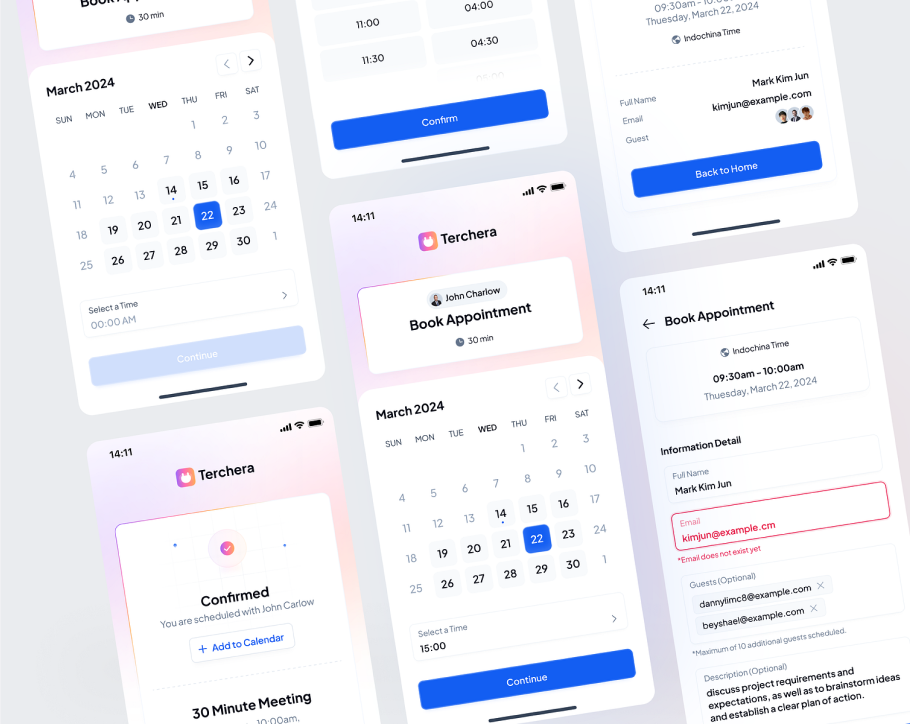 Book Appointment
30 min
March 2024
SUN MON TUE WED THU FRI SAT
1 2 3
4 5 6 7 8 9 10
11 12 13 14 15 16 17
18 19 20 21 22 23 24
25 26 27 28 29 30 1
Select a Time
00:00 AM
Continue
11:00 04:00
11:30 04:30
Confirm
09:30am - 10:00am
Thuesday, March 22, 2024
Indochina Time
Full Name Mark Kim Jun
Email kimjun@example.com
Guest
Back to Home
14:11
Terchera
Confirmed
You are scheduled with John Carlow
+ Add to Calendar
30 Minute Meeting
10:00am.
14:11
Terchera
John Charlow
Book Appointment
30 min
March 2024
SUN MON TUE WED THU FRI SAT
1 2 3
4 5 6 7 8 9 10
11 12 13 14 15 16 17
18 19 20 21 22 23 24
25 26 27 28 29 30 1
Select a Time
15:00
Continue
14:11
Book Appointment
Indochina Time
09:30am - 10:00am
Thuesday, March 22, 2024
Information Detail
Full Name
Mark Kim Jun
Email
kimjun@example.cm
*Email does not exist yet
Guests (Optional)
dannylimc8@example.com
beyshael@example.com
*Maximum of 10 additional guests scheduled.
Description (Optional)
discuss project requirements and
expectations, as well as to brainstorm ideas
and establish a clear plan of action.